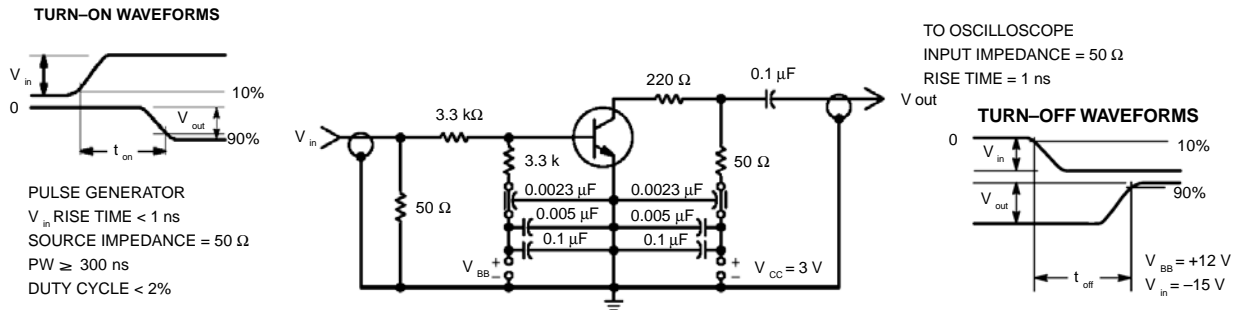 TURN–ON WAVEFORMS
V in
0
10%
V out
90%
t on
PULSE GENERATOR
V in RISE TIME < 1 ns
SOURCE IMPEDANCE = 50 Ω
PW ≥ 300 ns
DUTY CYCLE < 2%
V in
3.3 kΩ
50 Ω
3.3 k
220 Ω
0.1 μF
50 Ω
0.0023 μF
0.0023 μF
0.005 μF
0.005 μF
0.1 μF
0.1 μF
V BB
+
–
+
–
V CC = 3 V
V out
TO OSCILLOSCOPE
INPUT IMPEDANCE = 50 Ω
RISE TIME = 1 ns
TURN–OFF WAVEFORMS
0
V in
10%
V out
90%
t off
V BB = +12 V
V in = –15 V